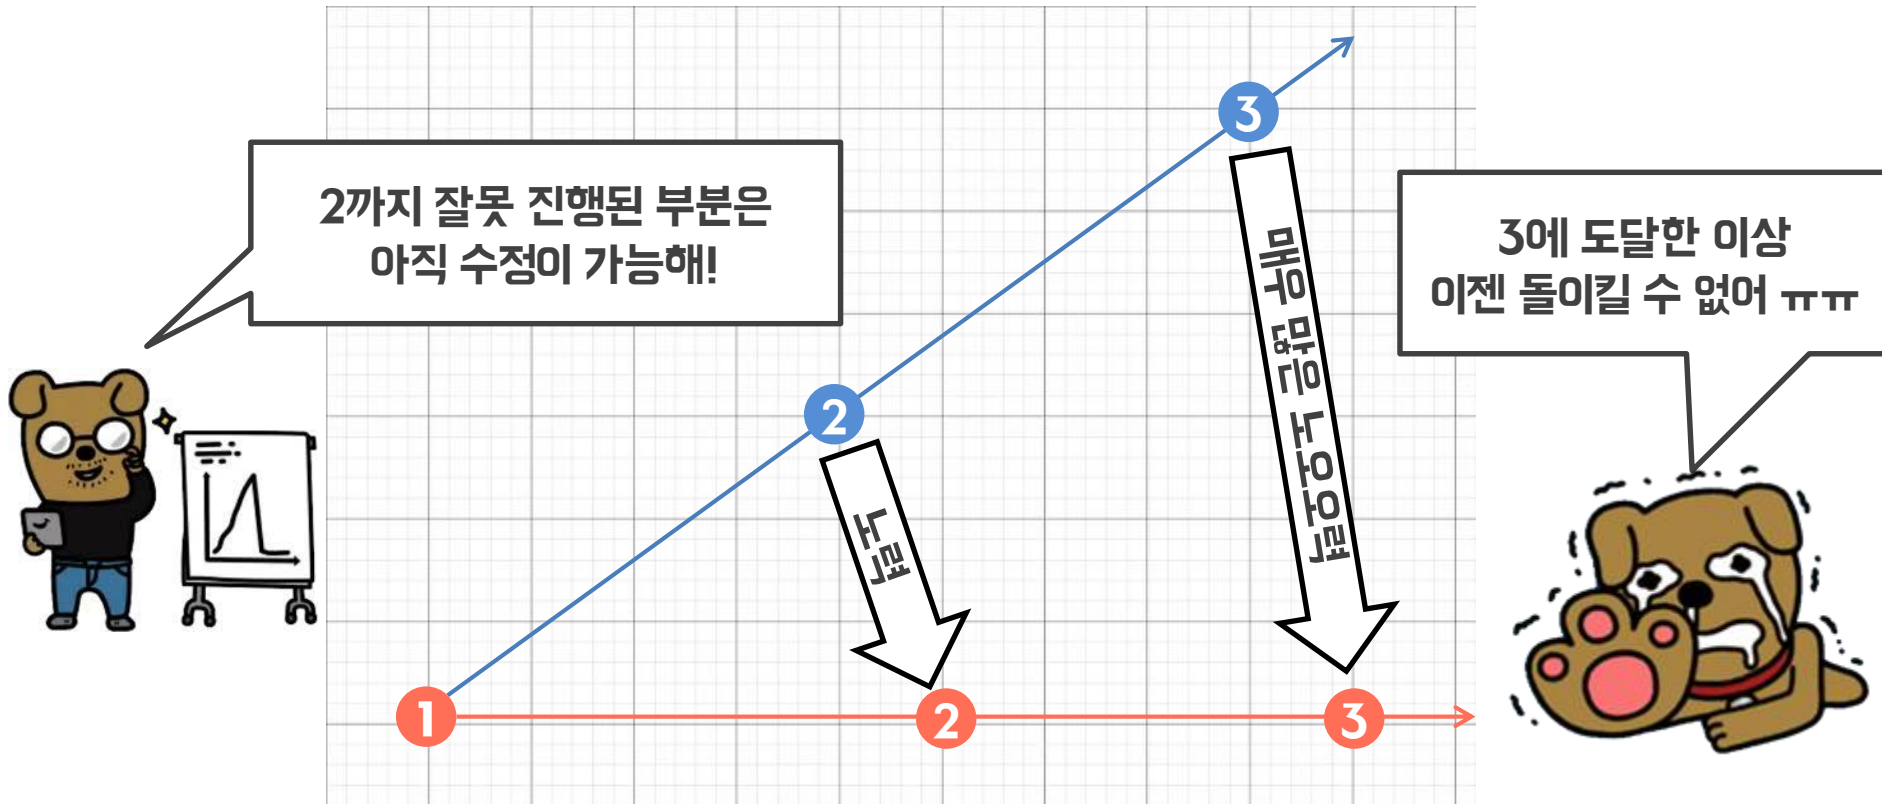 2까지 잘못 진행된 부분은
아직 수정이 가능해!
3에 도달한 이상
이젠 돌이킬 수 없어 ㅠㅠ
3
매우 많은 노오오력
2
노력
1
2
3